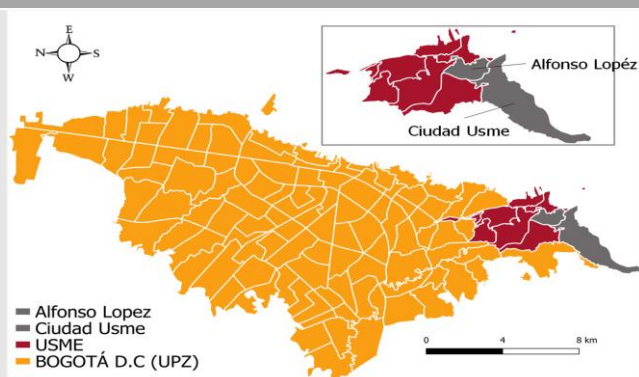 E
N S
W
Alfonso Lopéz
Ciudad Usme
Alfonso Lopez
Ciudad Usme
USME
BOGOTÁ D.C (UPZ)
0 4 8 km